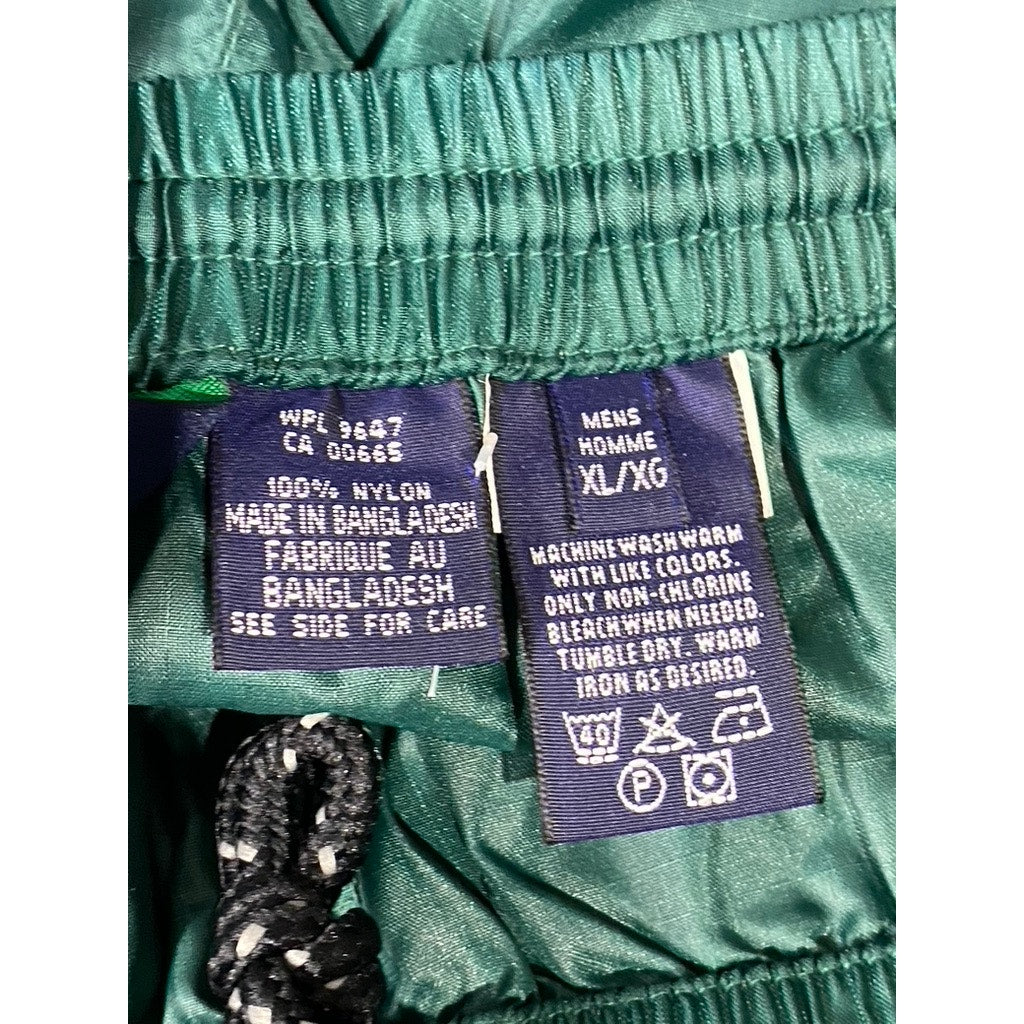 WPL 9647
CA 00665
100% NYLON
MADE IN BANGLADESH
FABRIQUE AU
BANGLADESH
SEE SIDE FOR CARE
MENS
HOMME
XL/XG
MACHINE WASH WARM
WITH LIKE COLORS.
ONLY NON-CHLORINE
BLEACH WHEN NEEDED.
TUMBLE DRY. WARM
IRON AS DESIRED.
40
P